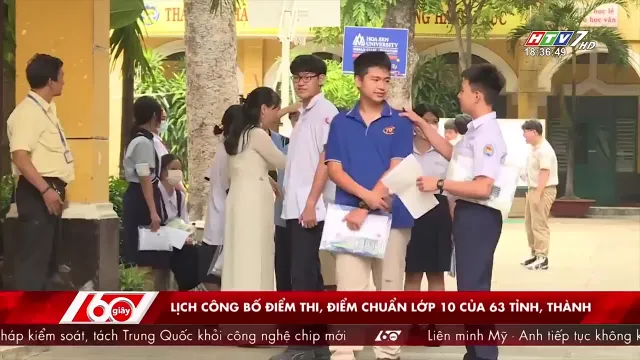 HTV7 HD
18:36:49
HOA SEN
UNIVERSITY
60 giây
LỊCH CÔNG BỐ ĐIỂM THI, ĐIỂM CHUẨN LỚP 10 CỦA 63 TỈNH, THÀNH
háp kiểm soát, tách Trung Quốc khỏi công nghệ chip mới 60 Liên minh Mỹ - Anh tiếp tục không k